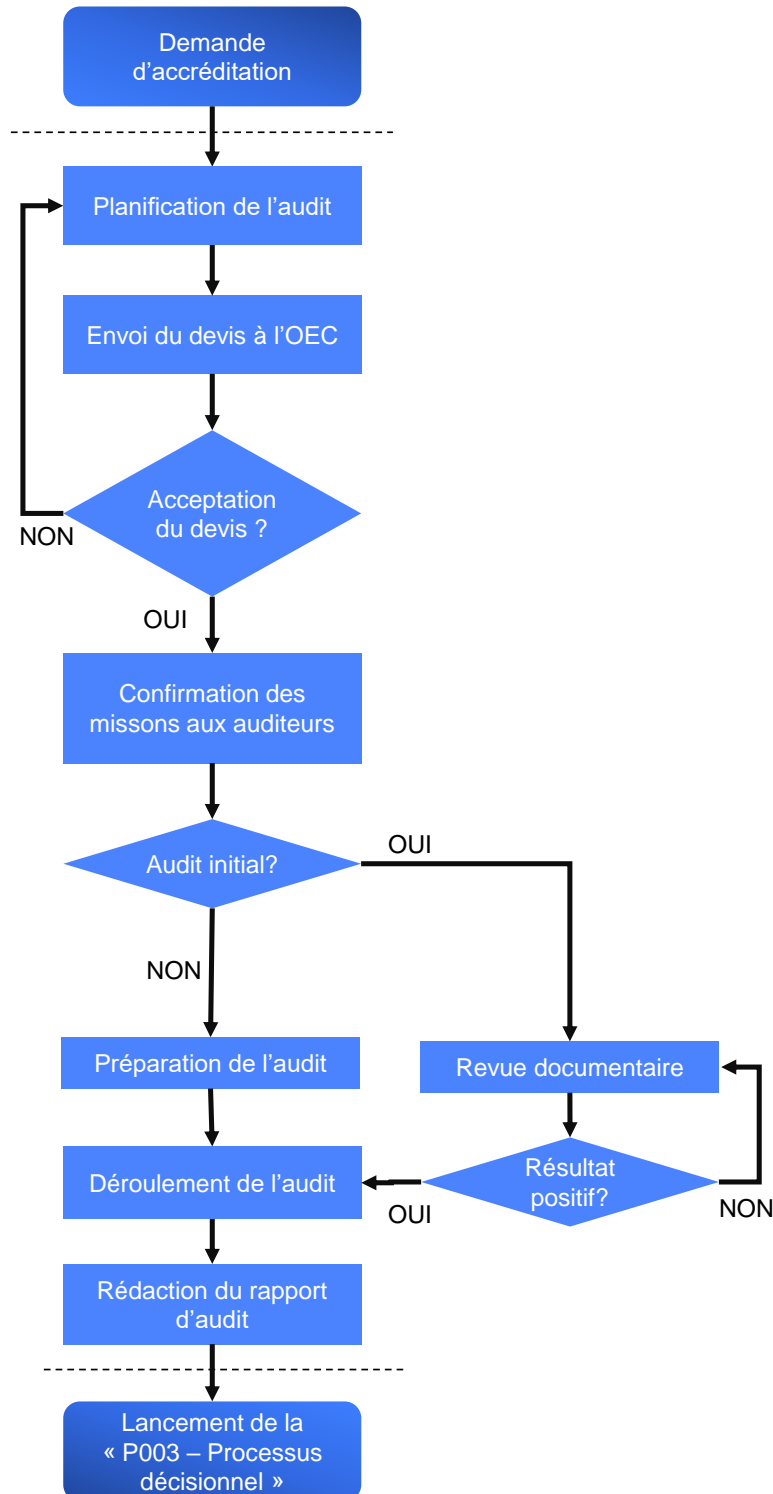 Demande
d’accréditation
Planification de l’audit
Envoi du devis à l’OEC
Acceptation
du devis ?
NON
OUI
Confirmation des
missons aux auditeurs
Audit initial?
OUI
NON
Préparation de l’audit
Revue documentaire
Résultat
positif?
Déroulement de l’audit
OUI
NON
Rédaction du rapport
d’audit
Lancement de la
« P003 – Processus
décisionnel »